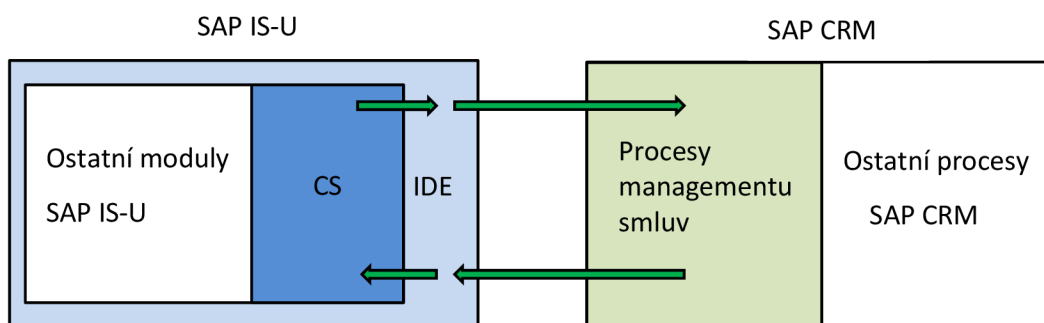 SAP IS-U
SAP CRM
Ostatní moduly
SAP IS-U
CS
IDE
Procesy
managementu
smluv
Ostatní procesy
SAP CRM